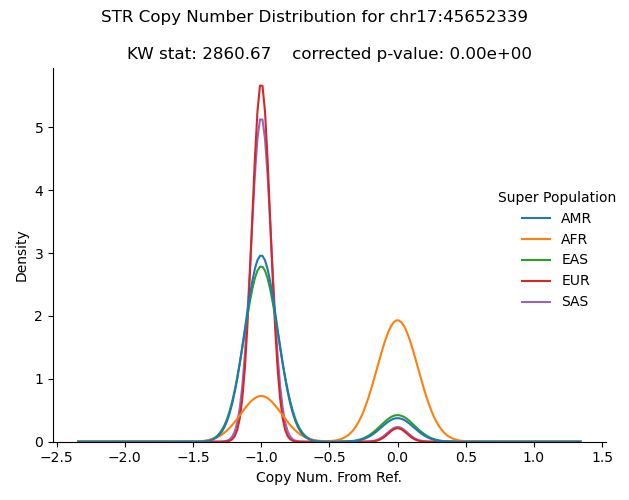 STR Copy Number Distribution for chr17:45652339
KW stat: 2860.67    corrected p-value: 0.00e+00
5
4
3
2
1
0
Density
−2.5 −2.0 −1.5 −1.0 −0.5 0.0 0.5 1.0 1.5
Copy Num. From Ref.
Super Population
AMR
AFR
EAS
EUR
SAS